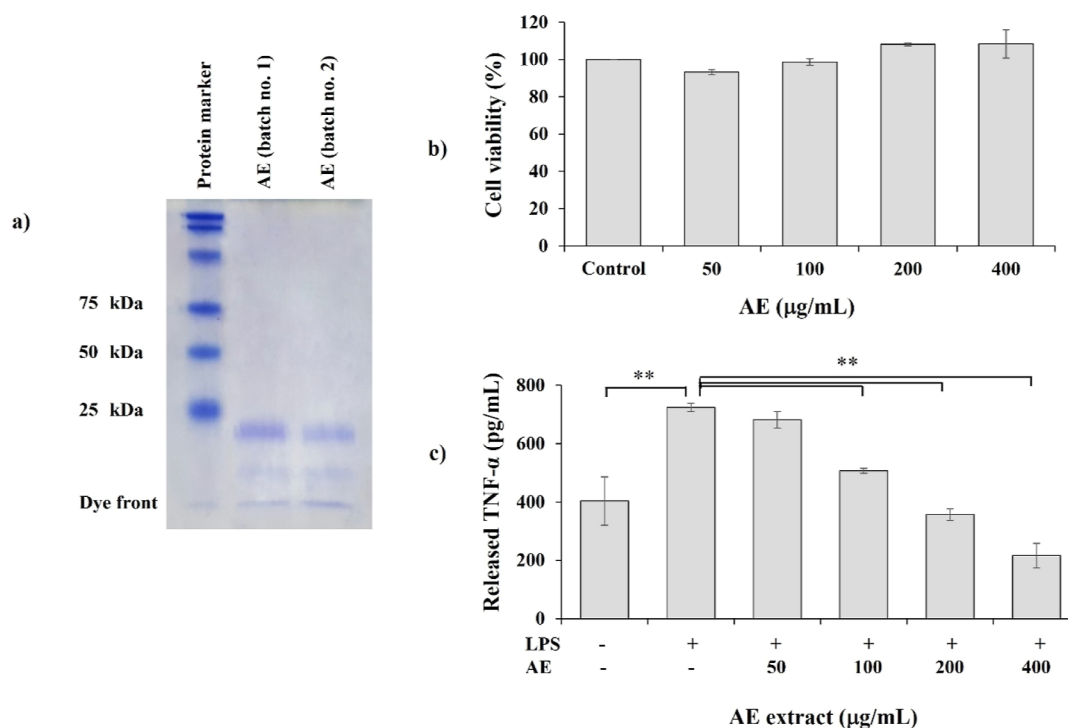 a)
Protein marker
AE (batch no. 1)
AE (batch no. 2)
75 kDa
50 kDa
25 kDa
Dye front
b)
Cell viability (%)
120
100
80
60
40
20
0
Control 50 100 200 400
AE (μg/mL)
c)
Released TNF-α (pg/mL)
** **
800
600
400
200
0
LPS - + + + + +
AE - - 50 100 200 400
AE extract (μg/mL)